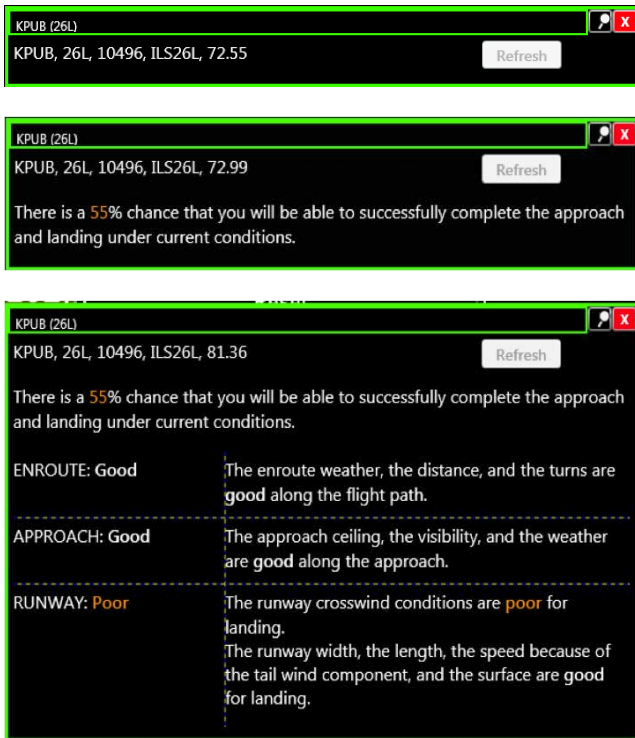 KPUB (26L)
X
KPUB, 26L, 10496, ILS26L, 72.55
Refresh
KPUB (26L)
X
KPUB, 26L, 10496, ILS26L, 72.99
Refresh
There is a 55% chance that you will be able to successfully complete the approach
and landing under current conditions.
KPUB (26L)
X
KPUB, 26L, 10496, ILS26L, 81.36
Refresh
There is a 55% chance that you will be able to successfully complete the approach
and landing under current conditions.
ENROUTE: Good
The enroute weather, the distance, and the turns are
good along the flight path.
APPROACH: Good
The approach ceiling, the visibility, and the weather
are good along the approach.
RUNWAY: Poor
The runway crosswind conditions are poor for
landing.
The runway width, the length, the speed because of
the tail wind component, and the surface are good
for landing.